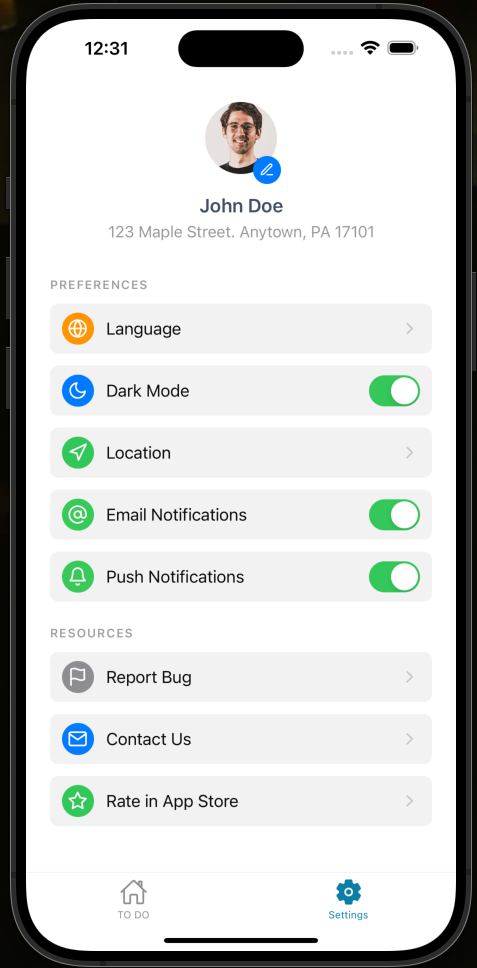 12:31
John Doe
123 Maple Street. Anytown, PA 17101
PREFERENCES
Language
Dark Mode
Location
Email Notifications
Push Notifications
RESOURCES
Report Bug
Contact Us
Rate in App Store
TO DO
Settings